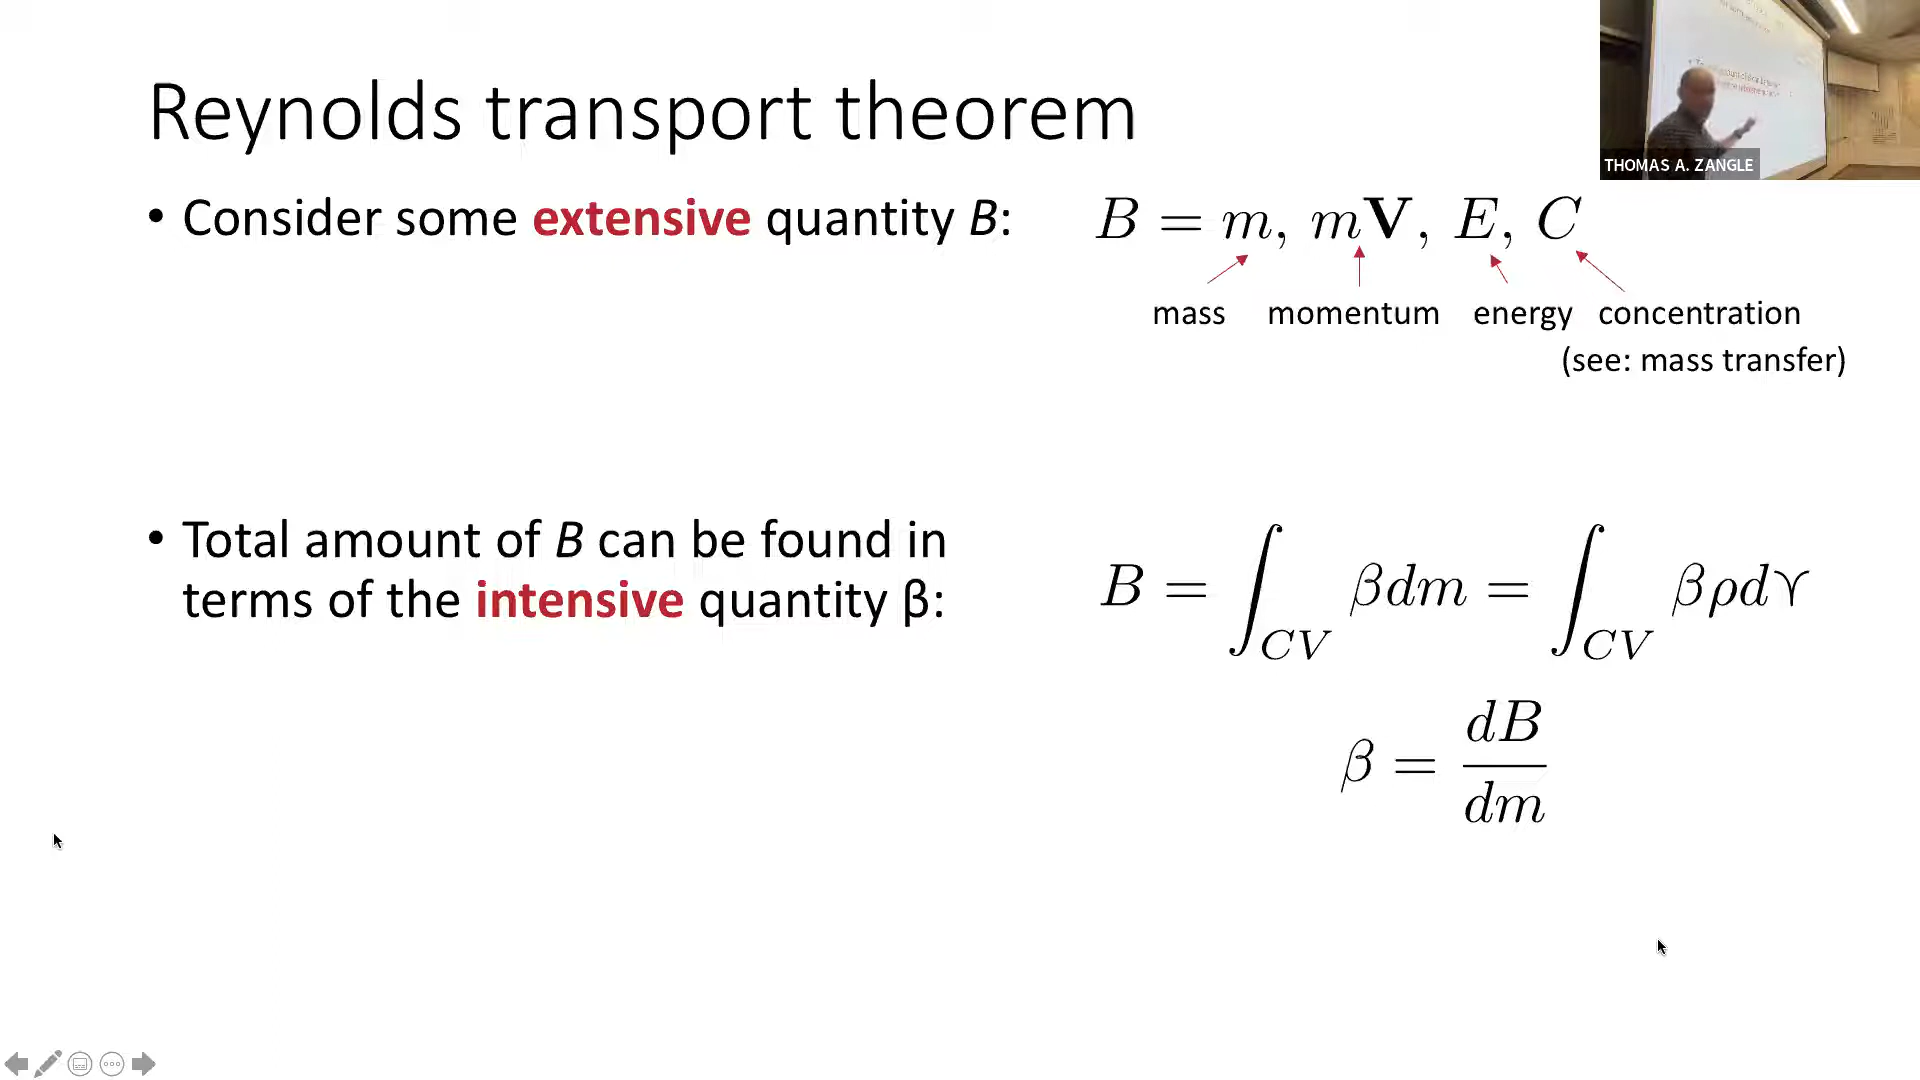 Reynolds transport theorem
THOMAS A. ZANGLE
• Consider some extensive quantity B:
B = m, mV, E, C
mass momentum energy concentration
(see: mass transfer)
• Total amount of B can be found in
terms of the intensive quantity β:
B = ∫_CV βdm = ∫_CV βρd𝛶
β = dB/dm